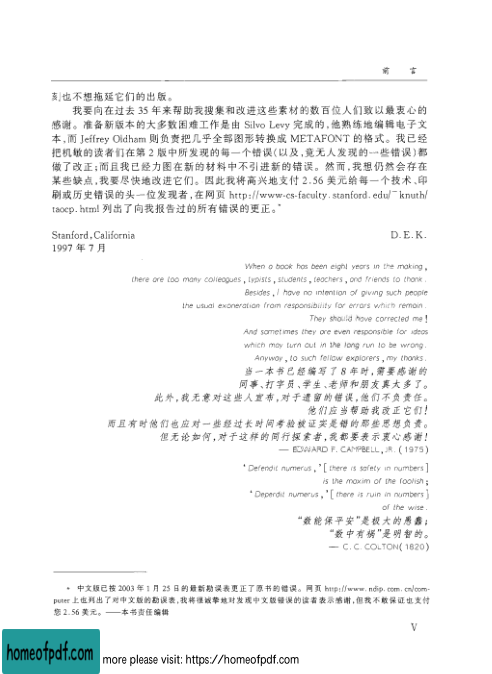 前 言
刻也不想拖延它们的出版。
我要向在过去 35 年来帮助我搜集和改进这些素材的数百位人们致以最衷心的
感谢。准备新版本的大多数困难工作是由 Silvo Levy 完成的,他熟练地编辑电子文
本,而 Jeffrey Oldham 则负责把几乎全部图形转换成 METAFONT 的格式。我已经
把机敏的读者们在第 2 版中所发现的每一个错误(以及,竟无人发现的一些错误)都
做了改正;而且我已经力图在新的材料中不引进新的错误。然而,我想仍然会存在
某些缺点,我要尽快地改进它们。因此我将高兴地支付 2.56 美元给每一个技术、印
刷或历史错误的头一位发现者,在网页 http://www-cs-faculty.stanford.edu/~knuth/
taocp.html 列出了向我报告过的所有错误的更正。*
Stanford, California D.E.K.
1997 年 7 月
When a book has been eight years in the making,
there are too many colleagues, typists, students, teachers, and friends to thank.
Besides, I have no intention of giving such people
the usual exoneration from responsibility for errors which remain.
They should have corrected me!
And sometimes they are even responsible for ideas
which may turn out in the long run to be wrong.
Anyway, to such fellow explorers, my thanks.
当一本书已经编写了 8 年时,需要感谢的
同事、打字员、学生、老师和朋友真太多了。
此外,我无意对这些人宣布,对于遗留的错误,他们不负责任。
他们应当帮助我改正它们!
而且有时他们也应对一些经过长时间考验被证实是错的那些思想负责。
但无论如何,对于这样的同行探索者,我都要表示衷心感谢!
— EDWARD F. CAMPBELL, JR. (1975)
'Defendit numerus,' [there is safety in numbers]
is the maxim of the foolish;
'Deperdit numerus,' [there is ruin in numbers]
of the wise.
“数能保平安”是极大的愚蠢;
“数中有祸”是明智的。
— C. C. COLTON(1820)
* 中文版已按 2003 年 1 月 25 日的最新勘误表更正了原书的错误。网页 http://www.ndip.com.cn/com-
puter 上也列出了对中文版的勘误表,我将很诚挚地对发现中文版错误的读者表示感谢,但我不敢保证也支付
您 2.56 美元。——本书责任编辑
V
homeofpdf.com more please visit: https://homeofpdf.com